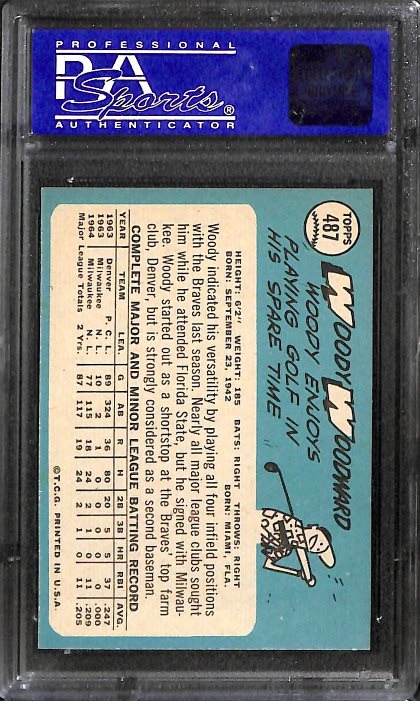 PROFESSIONAL
PSA
Sports®
AUTHENTICATOR
TOPPS
487
WOODY WOODWARD
WOODY ENJOYS
PLAYING GOLF IN
HIS SPARE TIME
HEIGHT: 6'2" WEIGHT: 185 BATS: RIGHT THROWS: RIGHT
BORN: SEPTEMBER 23, 1942 BORN: MIAMI, FLA.
Woody indicated his versatility by playing all four infield positions
with the Braves last season. Nearly all major league clubs sought
him while he attended Florida State, but he signed with Milwau-
kee. Woody started out as a shortstop at the Braves' top farm
club, Denver, but is strongly considered as a second baseman.
COMPLETE MAJOR AND MINOR LEAGUE BATTING RECORD
YEAR TEAM LEA. G AB R H 2B 3B HR RBI AVG.
1963 Denver P. C. L. 89 324 36 80 20 5 5 37 .247
1963 Milwaukee N. L. 10 2 1 0 0 0 0 0 .000
1964 Milwaukee N. L. 77 115 18 24 2 1 0 11 .209
Major League Totals 2 Yrs. 87 117 19 24 2 1 0 11 .205
© T.C.G. PRINTED IN U.S.A.